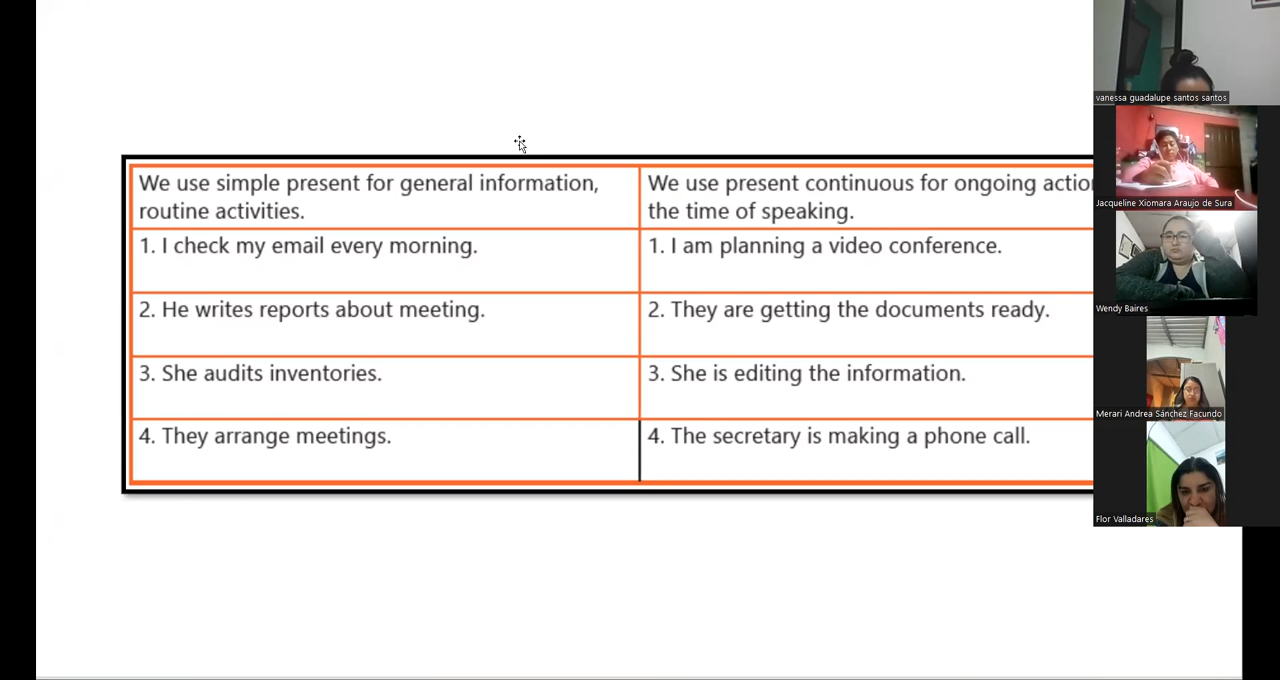 We use simple present for general information,
routine activities.
We use present continuous for ongoing
the time of speaking.
1. I check my email every morning.
1. I am planning a video conference.
2. He writes reports about meeting.
2. They are getting the documents ready.
3. She audits inventories.
3. She is editing the information.
4. They arrange meetings.
4. The secretary is making a phone call.
vanessa guadalupe santos santos
Jacqueline Xiomara Araujo de Sura
Wendy Baires
Merari Andrea Sánchez Facundo
Flor Valladares